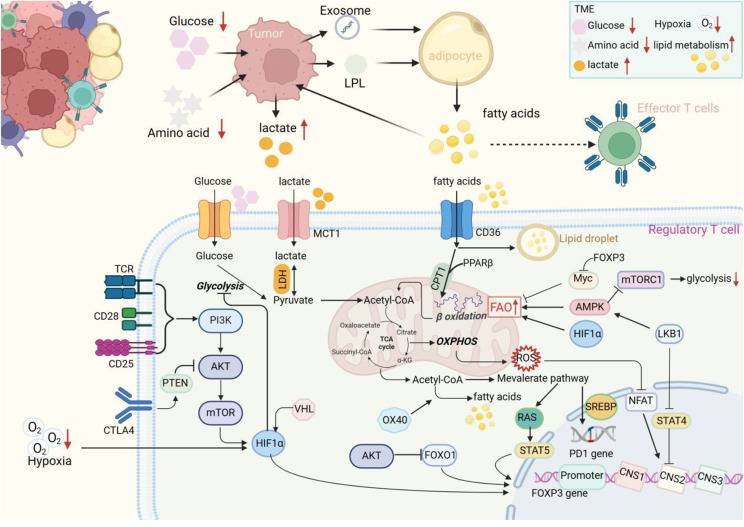 Glucose
Exosome
Tumor
adipocyte
LPL
Amino acid
lactate
fatty acids
TME
Glucose
Hypoxia
O2
Amino acid
lipid metabolism
lactate
Effector T cells
Glucose
lactate
fatty acids
MCT1
CD36
Regulatory T cell
Lipid droplet
Glucose
lactate
LDH
CPT1
PPARβ
FOXP3
TCR
Glycolysis
Pyruvate
Acetyl-CoA
β oxidation
FAO
Myc
mTORC1
glycolysis
AMPK
CD28
PI3K
Oxaloacetate
Citrate
TCA
cycle
OXPHOS
HIF1α
LKB1
CD25
Succinyl-CoA
α-KG
ROS
AKT
PTEN
Acetyl-CoA
Mevalerate pathway
fatty acids
CTLA4
mTOR
VHL
OX40
RAS
SREBP
NFAT
STAT4
O2
O2
O2
Hypoxia
HIF1α
AKT
FOXO1
STAT5
PD1 gene
Promoter
CNS1
CNS2
CNS3
FOXP3 gene